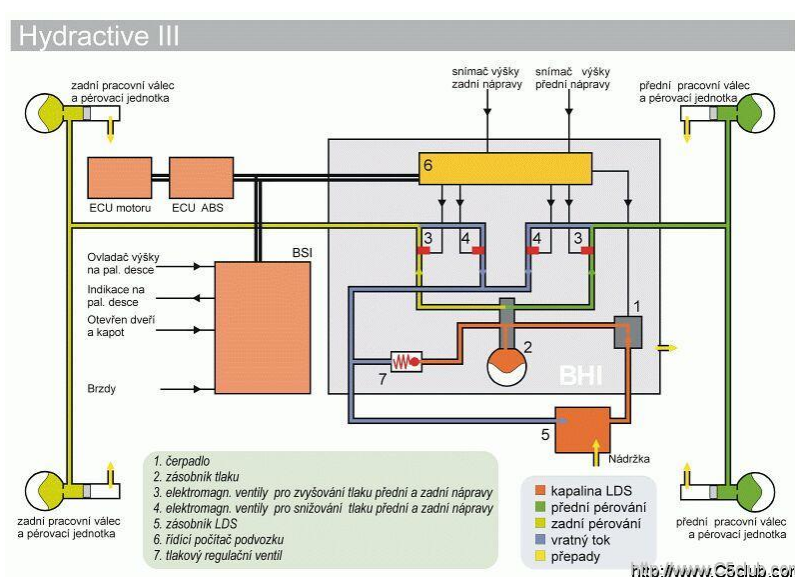 Hydractive III
snímač výšky
zadní nápravy
snímač výšky
přední nápravy
zadní pracovní válec
a pérovací jednotka
přední pracovní válec
a pérovací jednotka
6
ECU motoru
ECU ABS
3
4
4
3
BSI
Ovladač výšky
na pal. desce
Indikace na
pal. desce
Otevřen dveří
a kapot
Brzdy
1
2
7
BHI
5
Nádržka
1. čerpadlo
2. zásobník tlaku
3. elektromagn. ventily pro zvyšování tlaku přední a zadní nápravy
4. elektromagn. ventily pro snižování tlaku přední a zadní nápravy
5. zásobník LDS
6. řídící počítač podvozku
7. tlakový regulační ventil
kapalina LDS
přední pérování
zadní pérování
vratný tok
přepady
zadní pracovní válec
a pérovací jednotka
přední pracovní válec
a pérovací jednotka
http://www.C5club.com